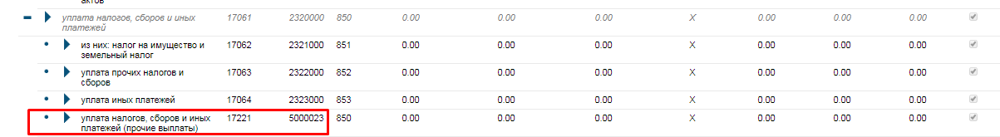 актов
уплата налогов, сборов и иных платежей 17061 2320000 850 0.00 0.00 0.00 X 0.00 0.00 0.00
из них: налог на имущество и земельный налог 17062 2321000 851 0.00 0.00 0.00 X 0.00 0.00 0.00
уплата прочих налогов и сборов 17063 2322000 852 0.00 0.00 0.00 X 0.00 0.00 0.00
уплата иных платежей 17064 2323000 853 0.00 0.00 0.00 X 0.00 0.00 0.00
уплата налогов, сборов и иных платежей (прочие выплаты) 17221 5000023 850 0.00 0.00 0.00 X 0.00 0.00 0.00